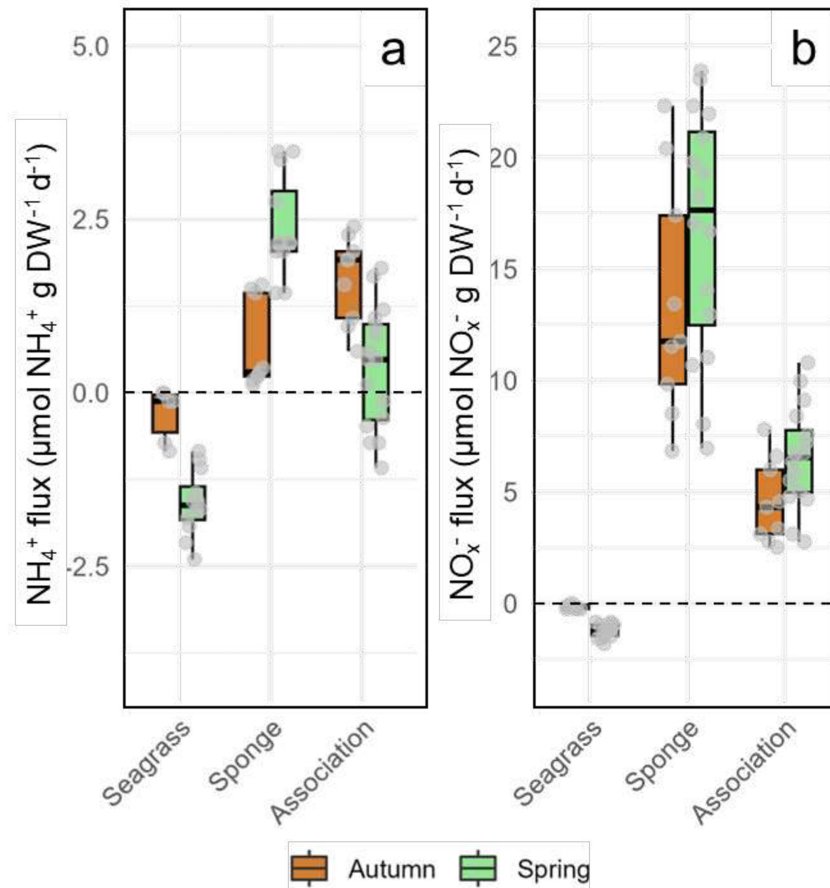 a
NH₄⁺ flux (μmol NH₄⁺ g DW⁻¹ d⁻¹)
5.0
2.5
0.0
-2.5
Seagrass
Sponge
Association
b
NOₓ⁻ flux (μmol NOₓ⁻ g DW⁻¹ d⁻¹)
25
20
15
10
5
0
Seagrass
Sponge
Association
Autumn Spring